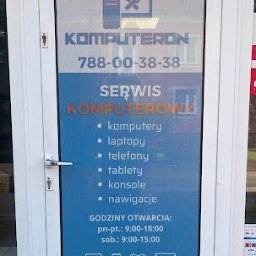 KOMPUTERON
788-00-38-38
SERWIS
KOMPUTEROWY
• komputery
• laptopy
• telefony
• tablety
• konsole
• nawigacje
GODZINY OTWARCIA:
pn-pt.: 9:00-18:00
sob.: 9:00-15:00